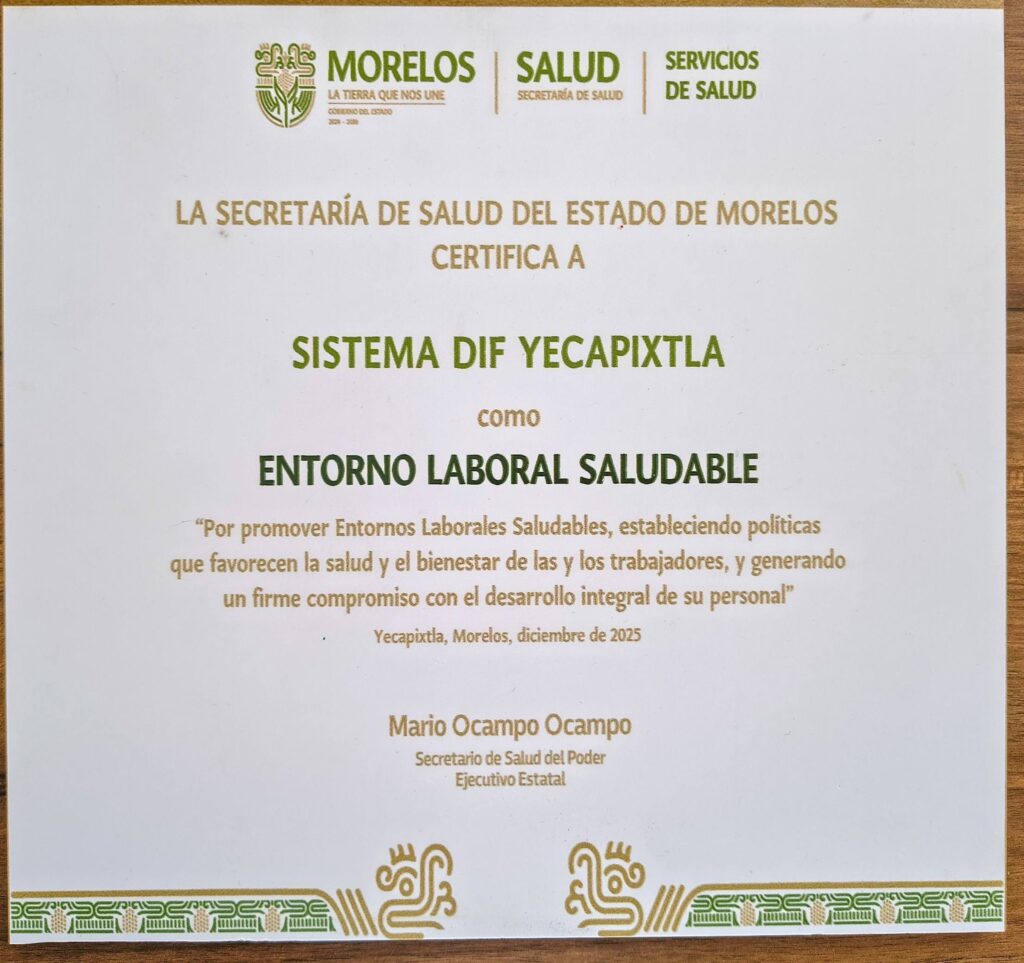 MORELOS
LA TIERRA QUE NOS UNE
GOBIERNO DEL ESTADO
2024 - 2030
SALUD
SECRETARÍA DE SALUD
SERVICIOS
DE SALUD
LA SECRETARÍA DE SALUD DEL ESTADO DE MORELOS
CERTIFICA A
SISTEMA DIF YECAPIXTLA
como
ENTORNO LABORAL SALUDABLE
“Por promover Entornos Laborales Saludables, estableciendo políticas
que favorecen la salud y el bienestar de las y los trabajadores, y generando
un firme compromiso con el desarrollo integral de su personal”
Yecapixtla, Morelos, diciembre de 2025
Mario Ocampo Ocampo
Secretario de Salud del Poder
Ejecutivo Estatal